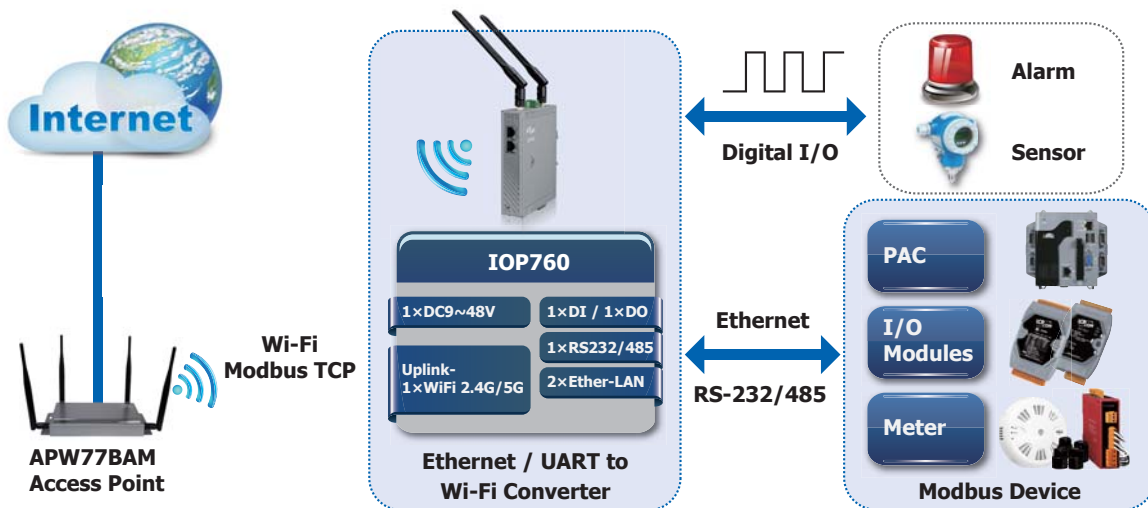 Internet
APW77BAM
Access Point
Wi-Fi
Modbus TCP
IOP760
1×DC9~48V
Uplink-
1×WiFi 2.4G/5G
1×DI / 1×DO
1×RS232/485
2×Ether-LAN
Ethernet / UART to
Wi-Fi Converter
Digital I/O
Alarm
Sensor
Ethernet
RS-232/485
PAC
I/O
Modules
Meter
Modbus Device